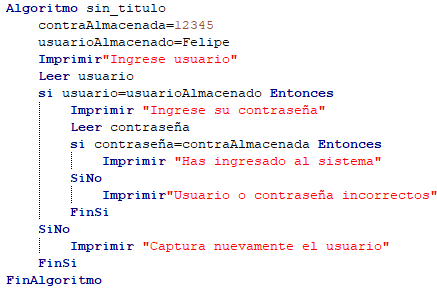 Algoritmo sin_titulo
contraAlmacenada=12345
usuarioAlmacenado=Felipe
Imprimir"Ingrese usuario"
Leer usuario
si usuario=usuarioAlmacenado Entonces
Imprimir "Ingrese su contraseña"
Leer contraseña
si contraseña=contraAlmacenada Entonces
Imprimir "Has ingresado al sistema"
SiNo
Imprimir"Usuario o contraseña incorrectos"
FinSi
SiNo
Imprimir "Captura nuevamente el usuario"
FinSi
FinAlgoritmo